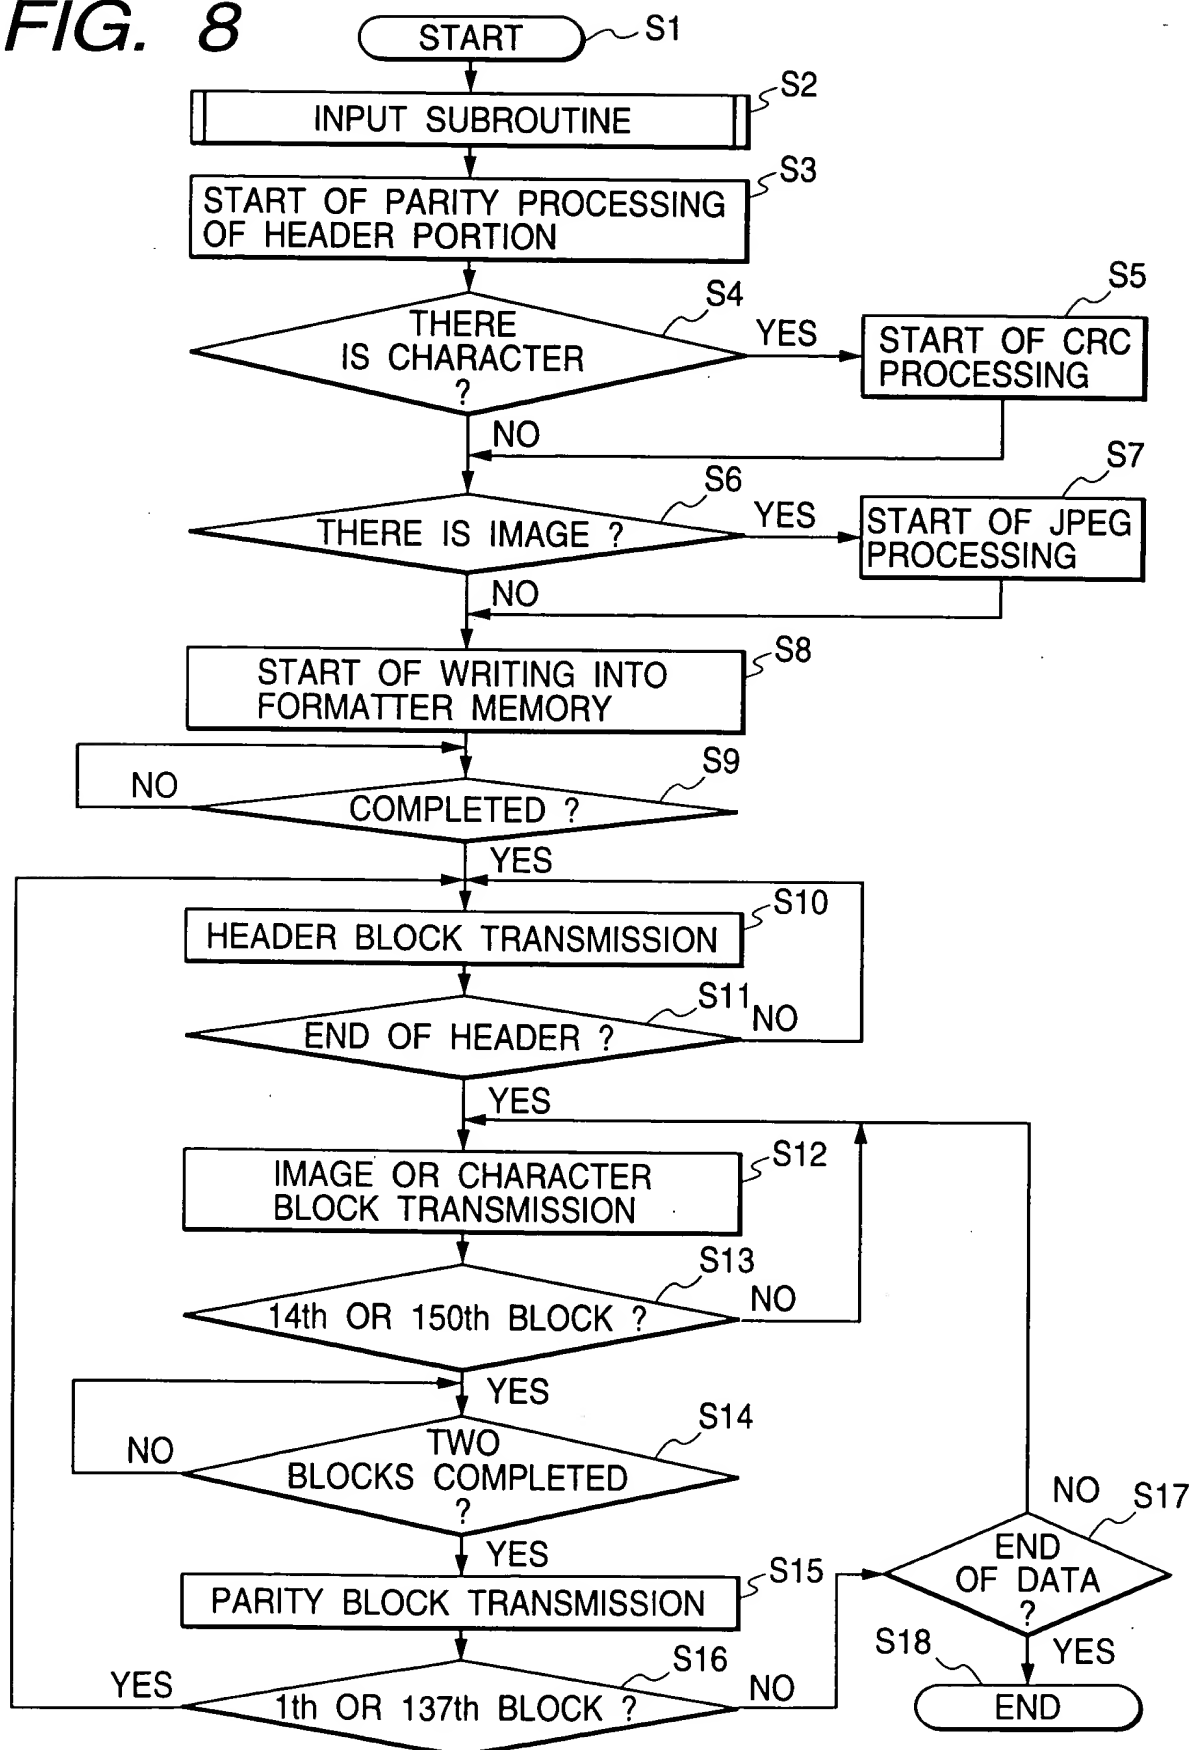 FIG. 8
START
S1
INPUT SUBROUTINE
S2
START OF PARITY PROCESSING
OF HEADER PORTION
S3
THERE
IS CHARACTER
?
S4
YES
START OF CRC
PROCESSING
S5
NO
THERE IS IMAGE ?
S6
YES
START OF JPEG
PROCESSING
S7
NO
START OF WRITING INTO
FORMATTER MEMORY
S8
COMPLETED ?
S9
NO
YES
HEADER BLOCK TRANSMISSION
S10
END OF HEADER ?
S11
NO
YES
IMAGE OR CHARACTER
BLOCK TRANSMISSION
S12
14th OR 150th BLOCK ?
S13
NO
YES
TWO
BLOCKS COMPLETED
?
S14
NO
YES
PARITY BLOCK TRANSMISSION
S15
1th OR 137th BLOCK ?
S16
YES
NO
END
OF DATA
?
S17
NO
YES
END
S18